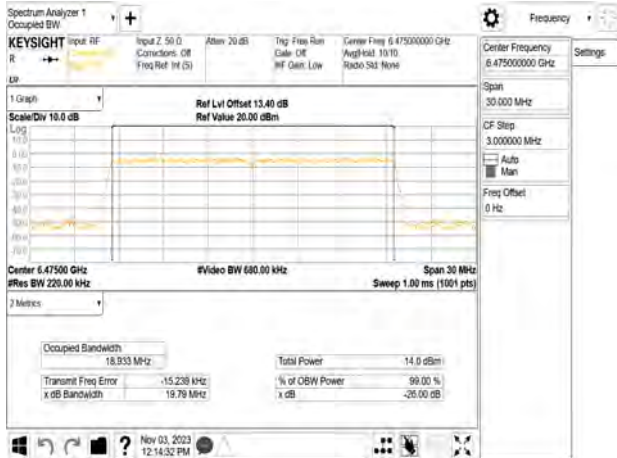 Spectrum Analyzer 1
Occupied BW
Frequency
KEYSIGHT
Input: RF
R
Input Z: 50 Ω
Corrections: Off
Freq Ref: Int (S)
Atten: 20 dB
Trig: Free Run
Gate: Off
#IF Gain: Low
Center Freq: 6.475000000 GHz
Avg|Hold: 10/10
Radio Std: None
Center Frequency
6.475000000 GHz
Settings
Span
30.000 MHz
CF Step
3.000000 MHz
Auto
Man
Freq Offset
0 Hz
1 Graph
Scale/Div 10.0 dB
Ref Lvl Offset 13.40 dB
Ref Value 20.00 dBm
Log
10.0
0.00
Center 6.47500 GHz
#Res BW 220.00 kHz
#Video BW 680.00 kHz
Span 30 MHz
Sweep 1.00 ms (1001 pts)
2 Metrics
Occupied Bandwidth
18.933 MHz
Total Power
14.0 dBm
Transmit Freq Error
-15.239 kHz
% of OBW Power
99.00 %
x dB Bandwidth
19.79 MHz
x dB
-26.00 dB
Nov 03, 2023
12:14:32 PM